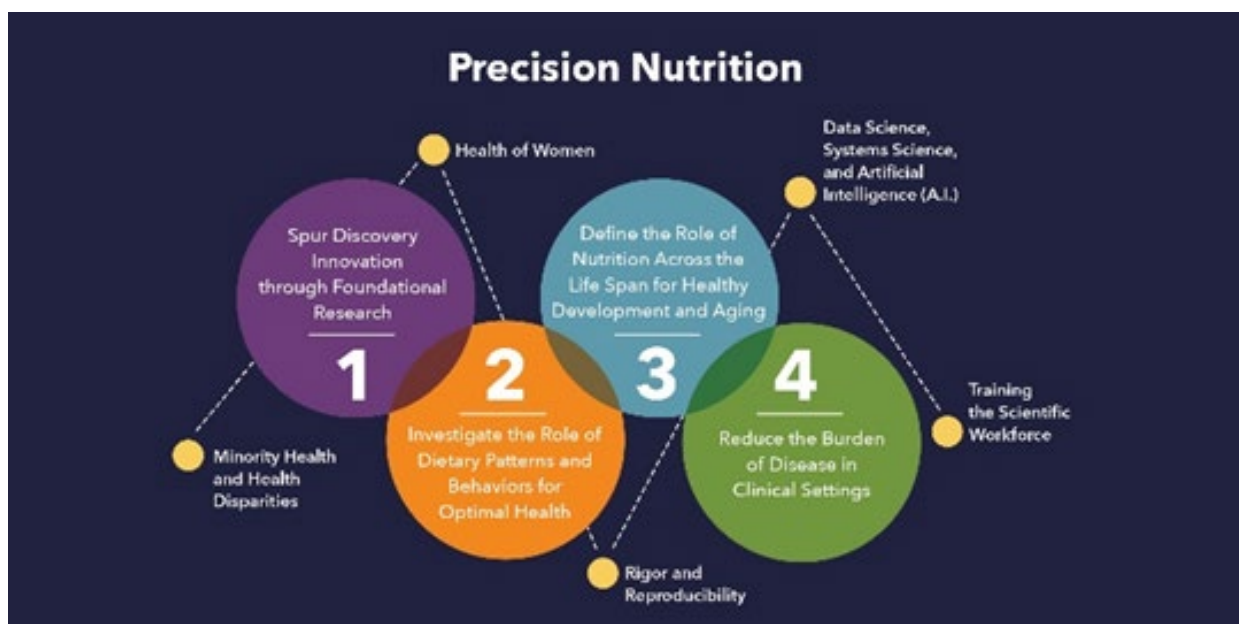 Precision Nutrition
Health of Women
Data Science,
Systems Science,
and Artificial
Intelligence (A.I.)
Spur Discovery
Innovation
through Foundational
Research
1
2
Investigate the Role of
Dietary Patterns and
Behaviors for
Optimal Health
Define the Role of
Nutrition Across the
Life Span for Healthy
Development and Aging
3
4
Reduce the Burden
of Disease in
Clinical Settings
Minority Health
and Health
Disparities
Rigor and
Reproducibility
Training
the Scientific
Workforce